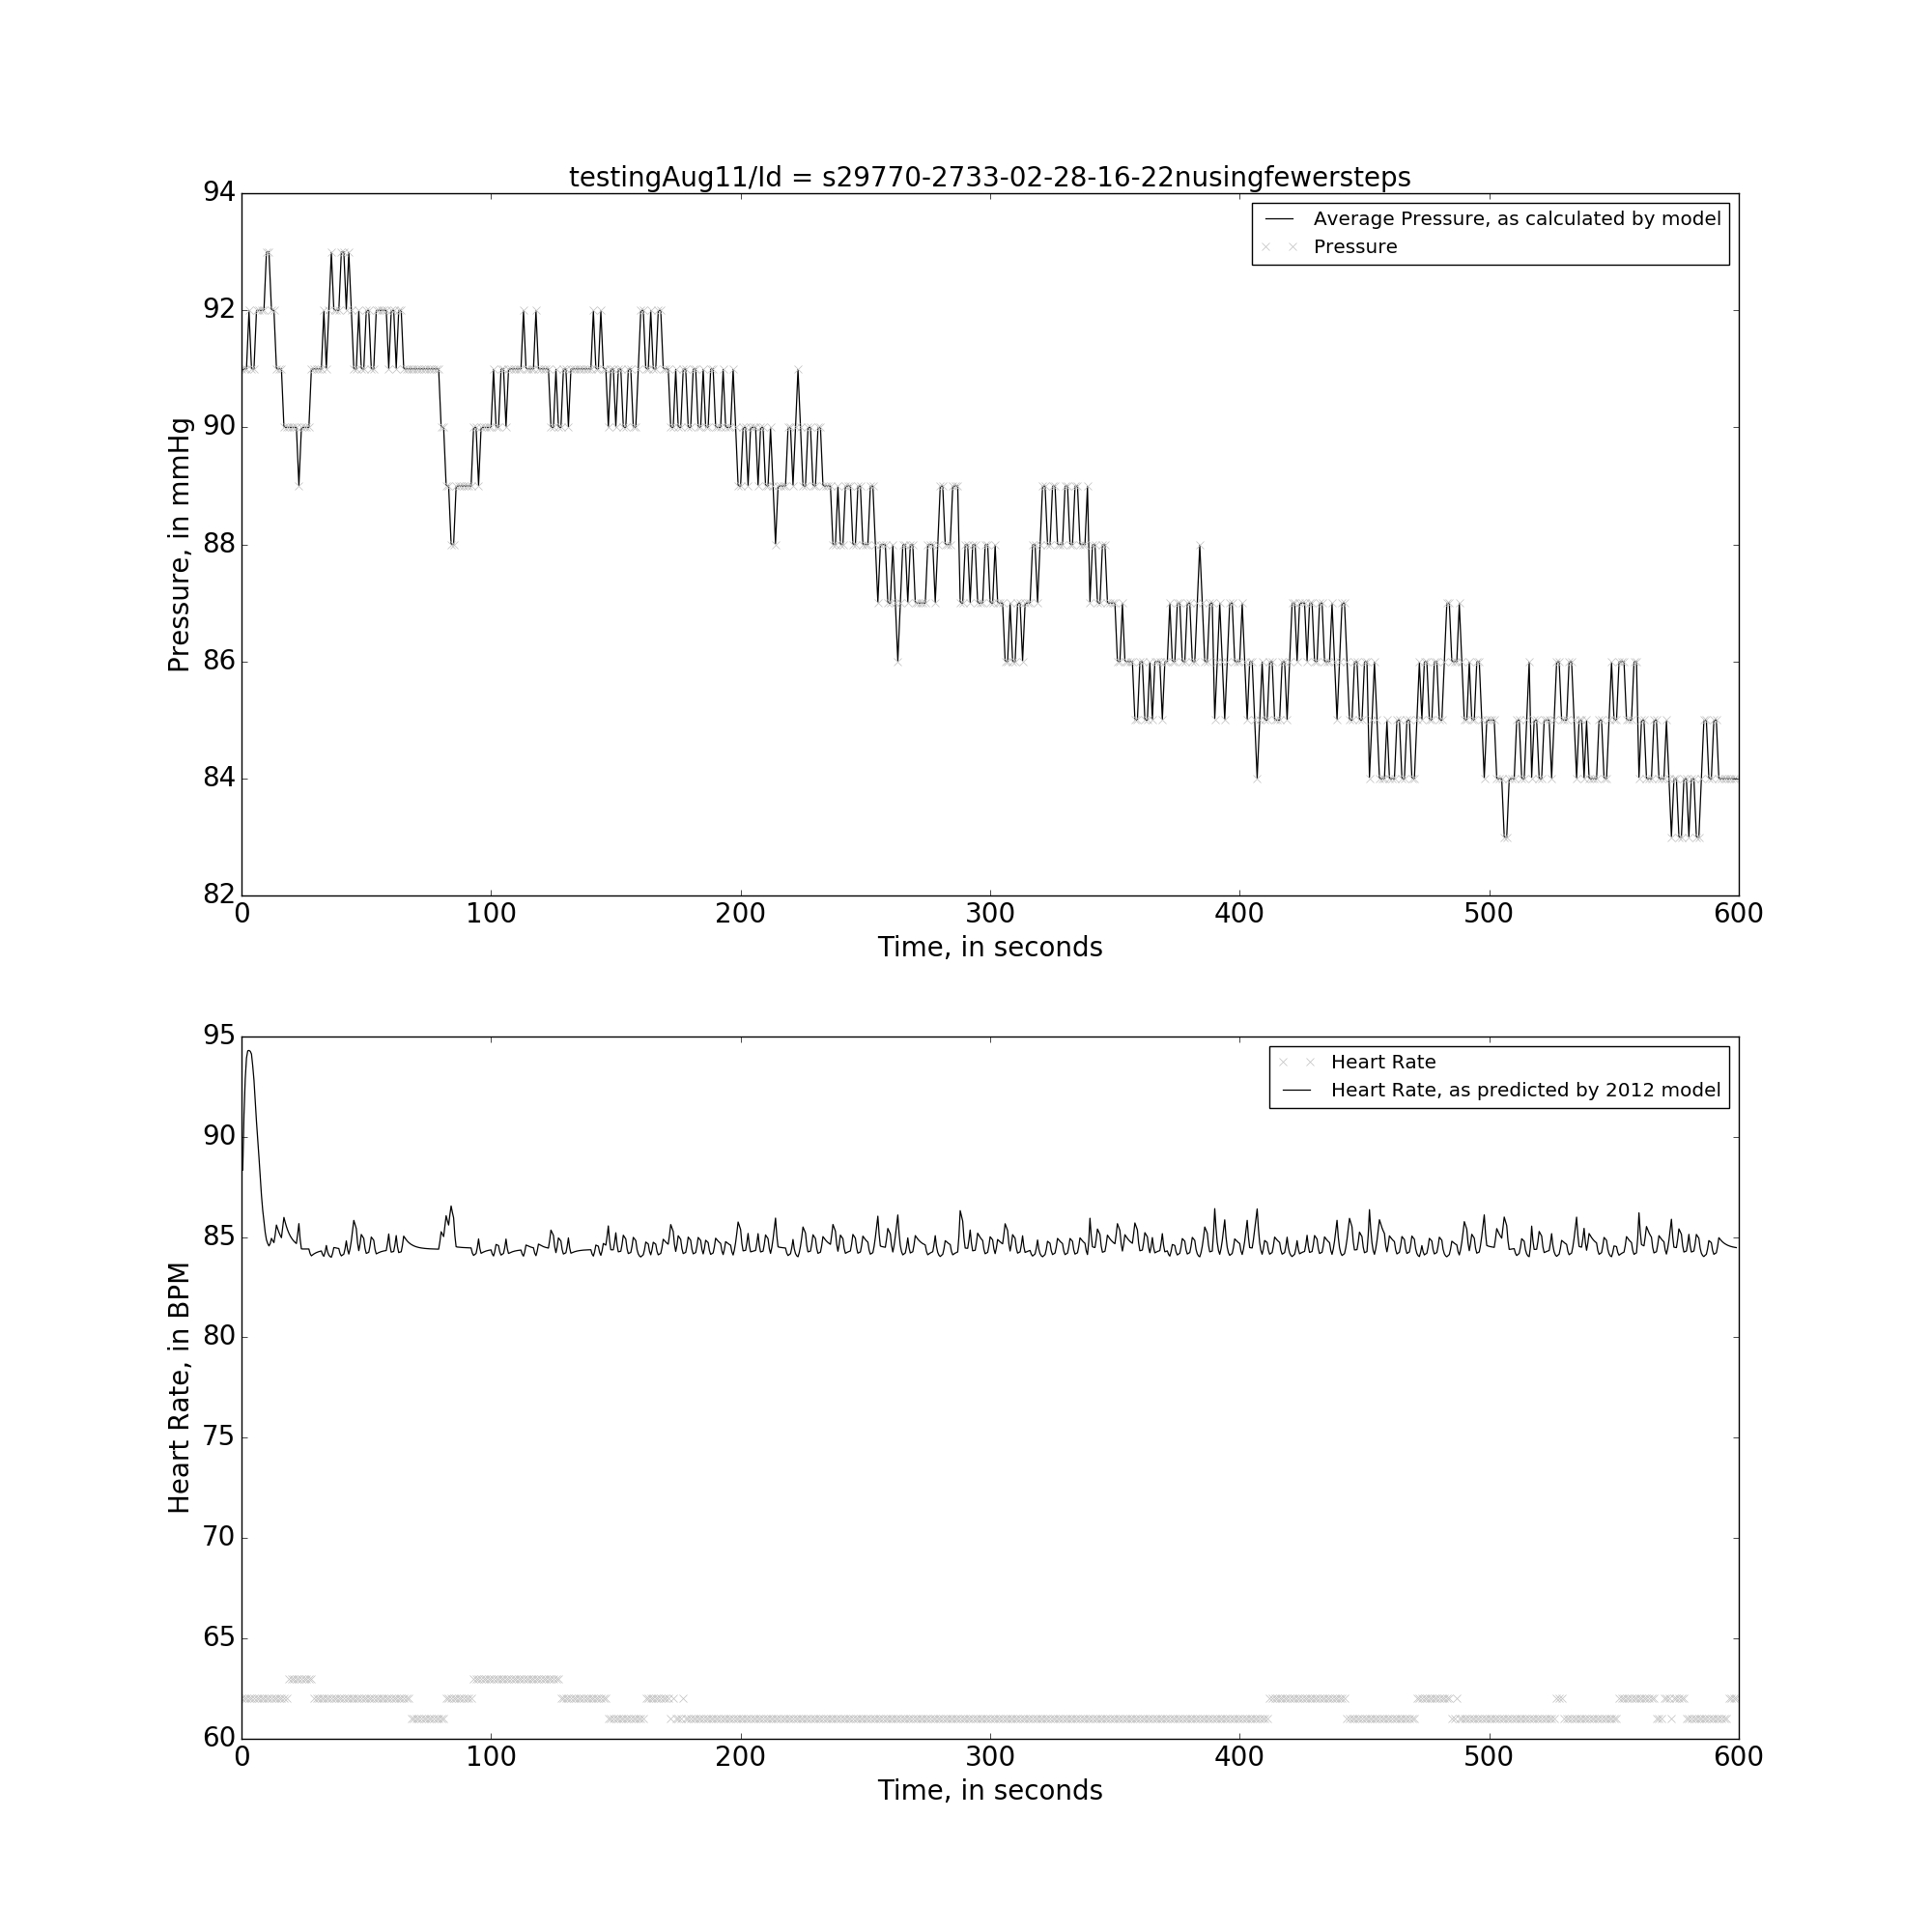 testingAug11/Id = s29770-2733-02-28-16-22nusingfewersteps
94
92
90
88
86
84
82
Pressure, in mmHg
Average Pressure, as calculated by model
Pressure
0 100 200 300 400 500 600
Time, in seconds
95
90
85
80
75
70
65
60
Heart Rate, in BPM
Heart Rate
Heart Rate, as predicted by 2012 model
0 100 200 300 400 500 600
Time, in seconds